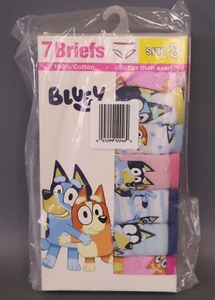 7 Briefs
SIZE 8
100% Cotton
Softer than ever!
BLUEY